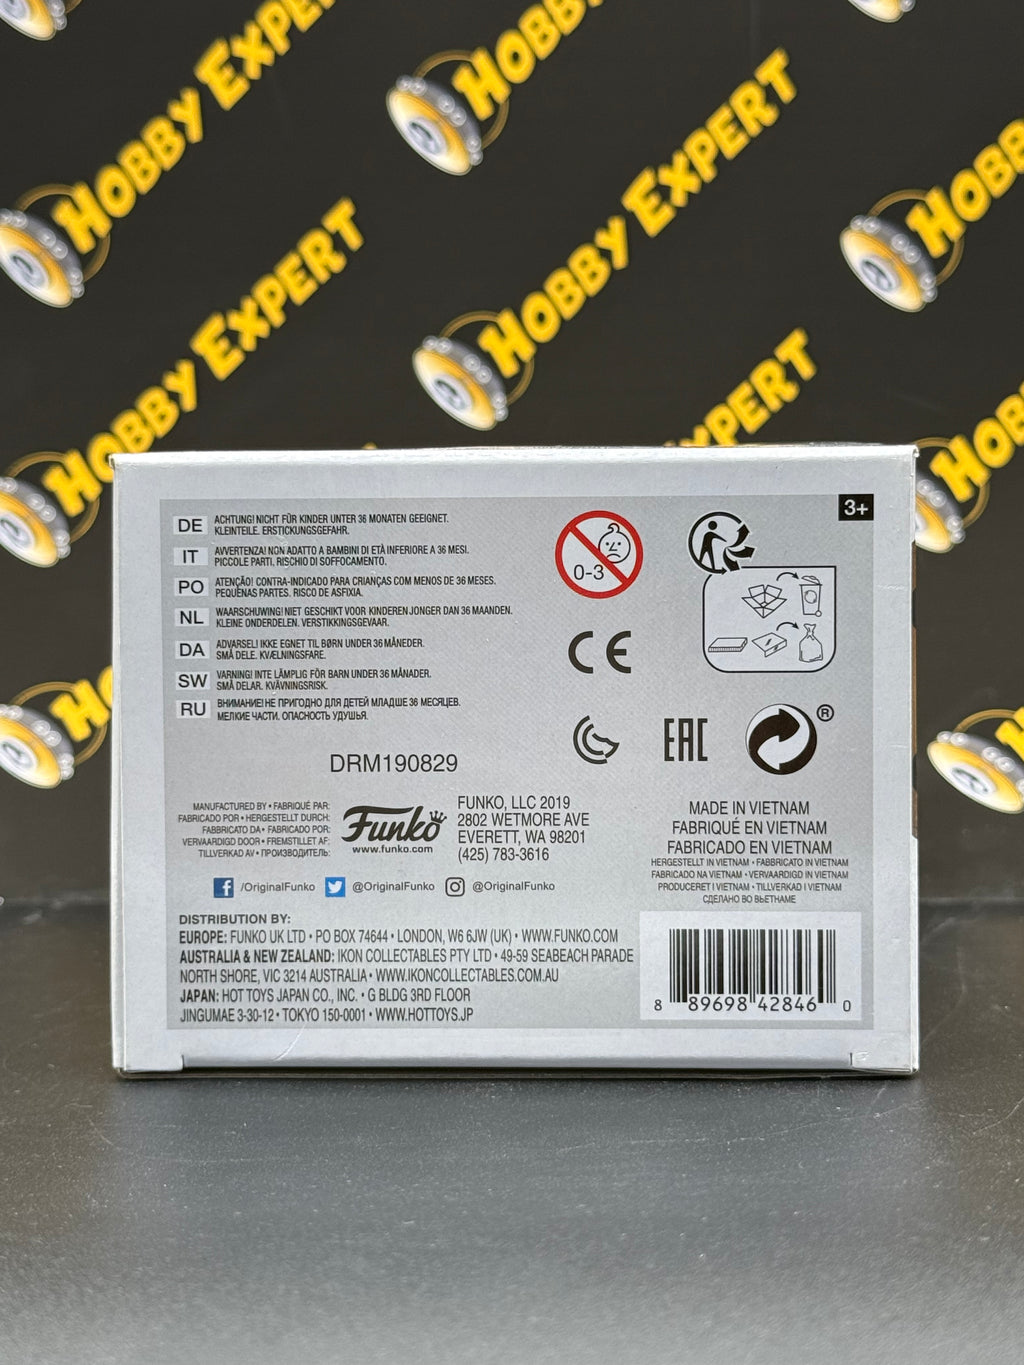 HOBBY EXPERT
HOBBY EXPERT
HOBBY EXPERT
HOBBY EXPERT
3+
DE ACHTUNG! NICHT FÜR KINDER UNTER 36 MONATEN GEEIGNET.
KLEINTEILE. ERSTICKUNGSGEFAHR.
IT AVVERTENZA! NON ADATTO A BAMBINI DI ETÀ INFERIORE A 36 MESI.
PICCOLE PARTI, RISCHIO DI SOFFOCAMENTO.
PO ATENÇÃO! CONTRA-INDICADO PARA CRIANÇAS COM MENOS DE 36 MESES.
PEQUENAS PARTES. RISCO DE ASFIXIA.
NL WAARSCHUWING! NIET GESCHIKT VOOR KINDEREN JONGER DAN 36 MAANDEN.
KLEINE ONDERDELEN. VERSTIKKINGSGEVAAR.
DA ADVARSEL! IKKE EGNET TIL BØRN UNDER 36 MÅNEDER.
SMÅ DELE. KVÆLNINGSFARE.
SW VARNING! INTE LÄMPLIG FÖR BARN UNDER 36 MÅNADER.
SMÅ DELAR. KVÄVNINGSRISK.
RU ВНИМАНИЕ! НЕ ПРИГОДНО ДЛЯ ДЕТЕЙ МЛАДШЕ 36 МЕСЯЦЕВ.
МЕЛКИЕ ЧАСТИ. ОПАСНОСТЬ УДУШЬЯ.
0-3
CE
EAC
®
DRM190829
MANUFACTURED BY • FABRIQUÉ PAR:
FABRICADO POR • HERGESTELLT DURCH:
FABBRICATO DA • FABRICADO POR:
VERVAARDIGD DOOR • FREMSTILLET AF:
TILLVERKAD AV • ПРОИЗВОДИТЕЛЬ:
Funko
www.funko.com
FUNKO, LLC 2019
2802 WETMORE AVE
EVERETT, WA 98201
(425) 783-3616
/OriginalFunko @OriginalFunko @OriginalFunko
MADE IN VIETNAM
FABRIQUÉ EN VIETNAM
FABRICADO EN VIETNAM
HERGESTELLT IN VIETNAM • FABBRICATO IN VIETNAM
FABRICADO NA VIETNAM • VERVAARDIGD IN VIETNAM
PRODUCERET I VIETNAM • TILLVERKAD I VIETNAM
СДЕЛАНО ВО ВЬЕТНАМЕ
DISTRIBUTION BY:
EUROPE: FUNKO UK LTD • PO BOX 74644 • LONDON, W6 6JW (UK) • WWW.FUNKO.COM
AUSTRALIA & NEW ZEALAND: IKON COLLECTABLES PTY LTD • 49-59 SEABEACH PARADE
NORTH SHORE, VIC 3214 AUSTRALIA • WWW.IKONCOLLECTABLES.COM.AU
JAPAN: HOT TOYS JAPAN CO., INC. • G BLDG 3RD FLOOR
JINGUMAE 3-30-12 • TOKYO 150-0001 • WWW.HOTTOYS.JP
8 89698 42846 0